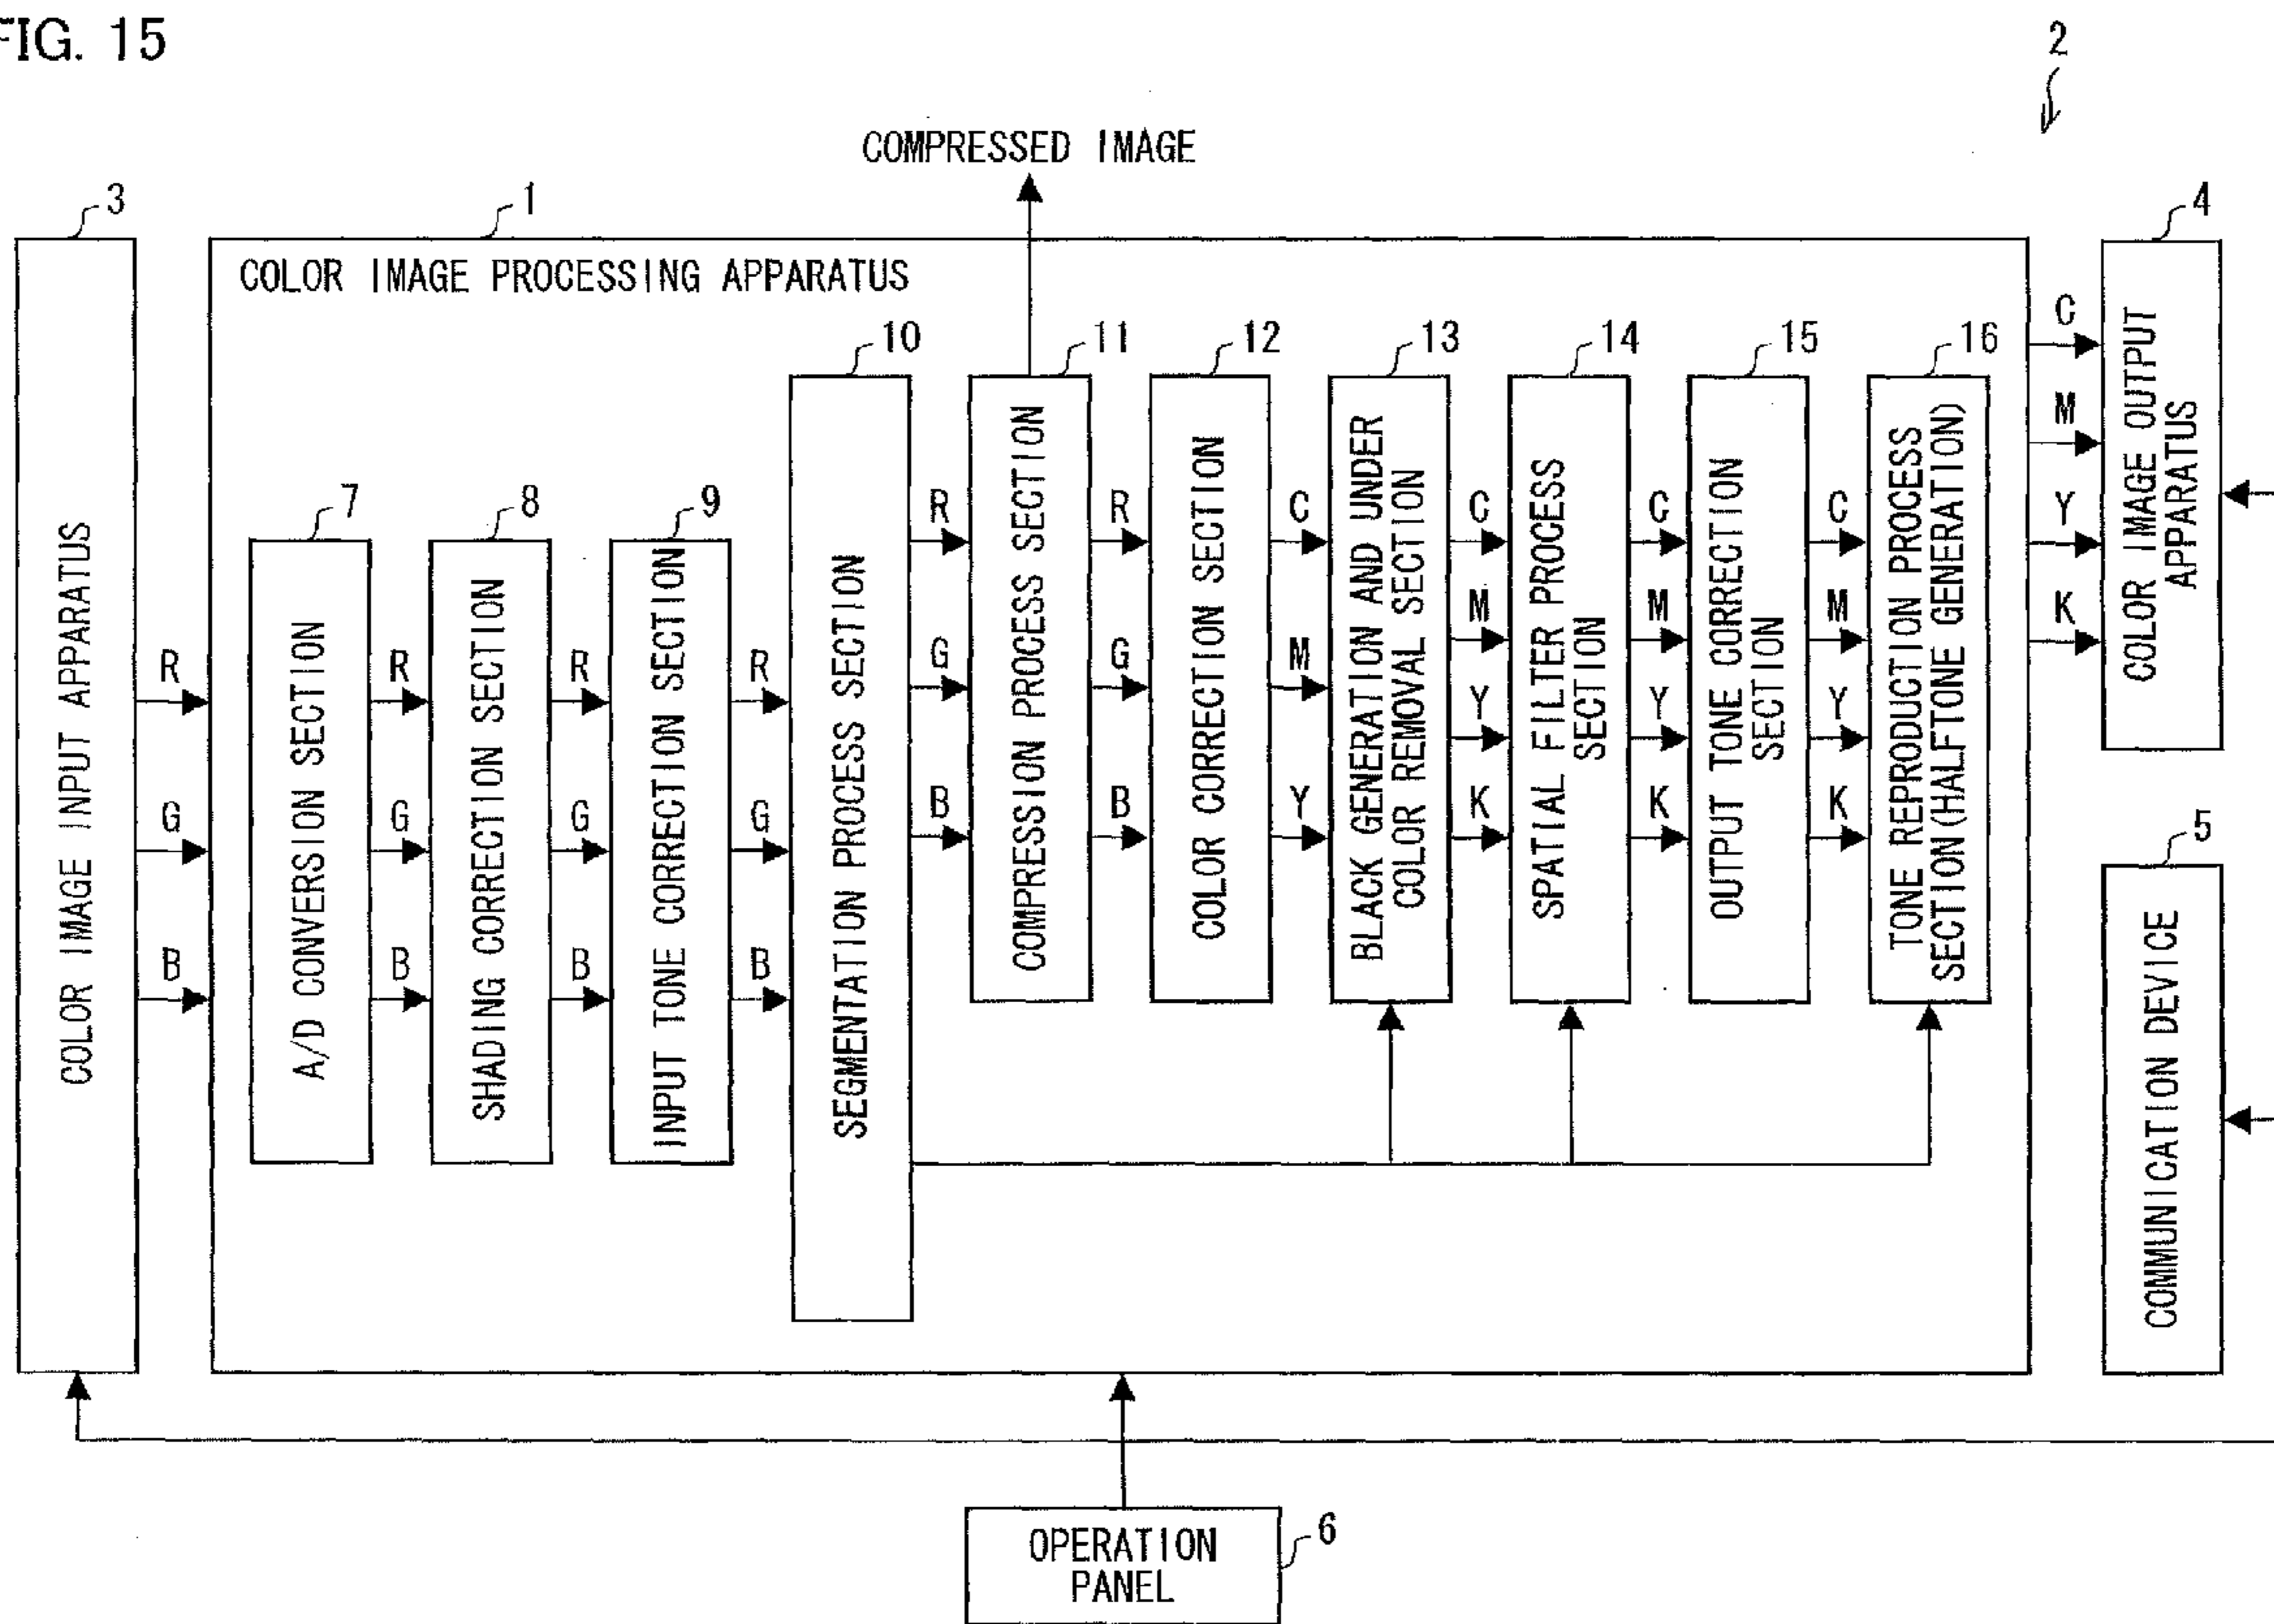 FIG. 15
2
COMPRESSED IMAGE
3
COLOR IMAGE INPUT APPARATUS
R
G
B
1
COLOR IMAGE PROCESSING APPARATUS
7
A/D CONVERSION SECTION
R
G
B
8
SHADING CORRECTION SECTION
R
G
B
9
INPUT TONE CORRECTION SECTION
R
G
B
10
SEGMENTATION PROCESS SECTION
R
G
B
11
COMPRESSION PROCESS SECTION
R
G
B
12
COLOR CORRECTION SECTION
C
M
Y
13
BLACK GENERATION AND UNDER
COLOR REMOVAL SECTION
C
M
Y
K
14
SPATIAL FILTER PROCESS
SECTION
C
M
Y
K
15
OUTPUT TONE CORRECTION
SECTION
C
M
Y
K
16
TONE REPRODUCTION PROCESS
SECTION(HALFTONE GENERATION)
C
M
Y
K
4
COLOR IMAGE OUTPUT
APPARATUS
5
COMMUNICATION DEVICE
6
OPERATION
PANEL